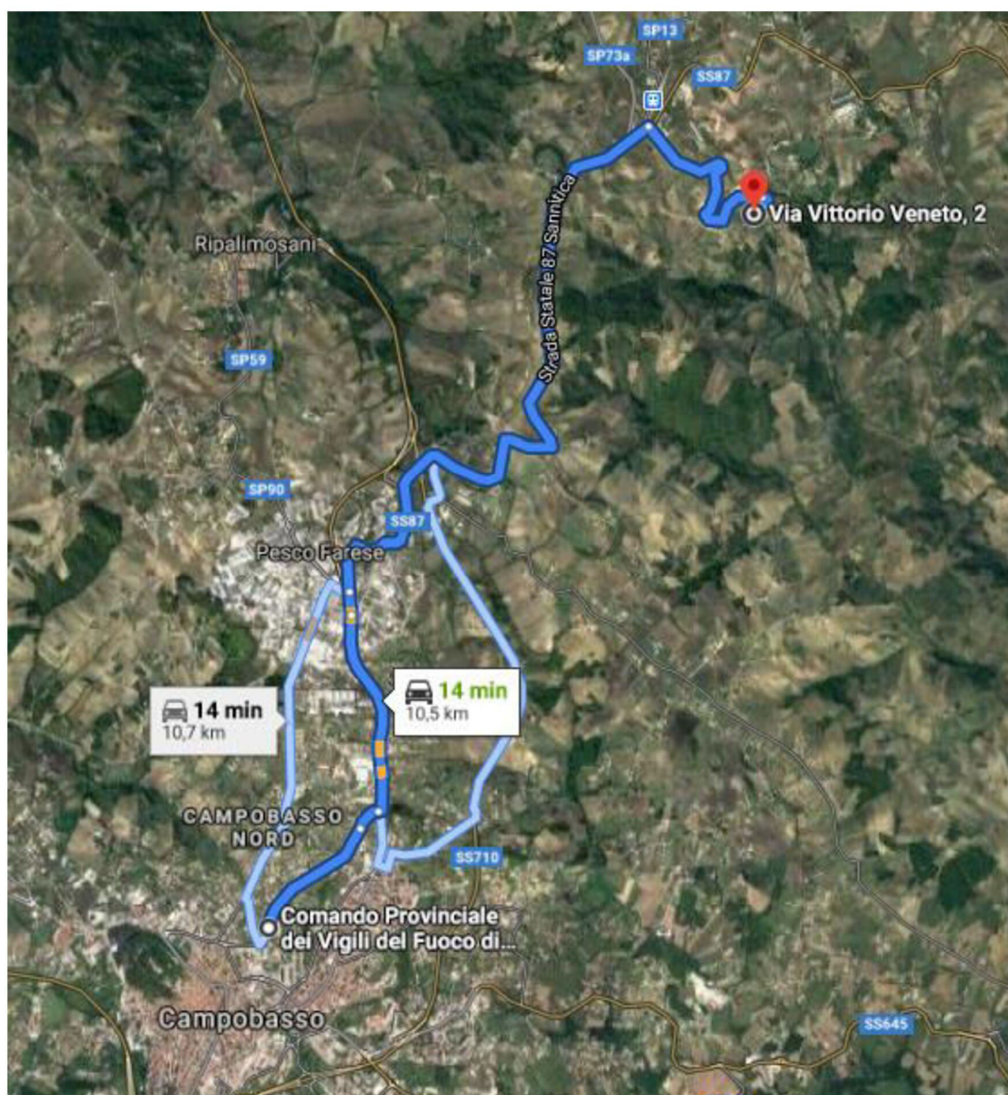 SP13
SP73a
SS87
Via Vittorio Veneto, 2
Strada Statale 87 Sannitica
Ripalimosani
SP59
SP90
SS87
Pesco Farese
14 min
10,5 km
14 min
10,7 km
CAMPOBASSO
NORD
SS710
Comando Provinciale
dei Vigili del Fuoco di...
Campobasso
SS645